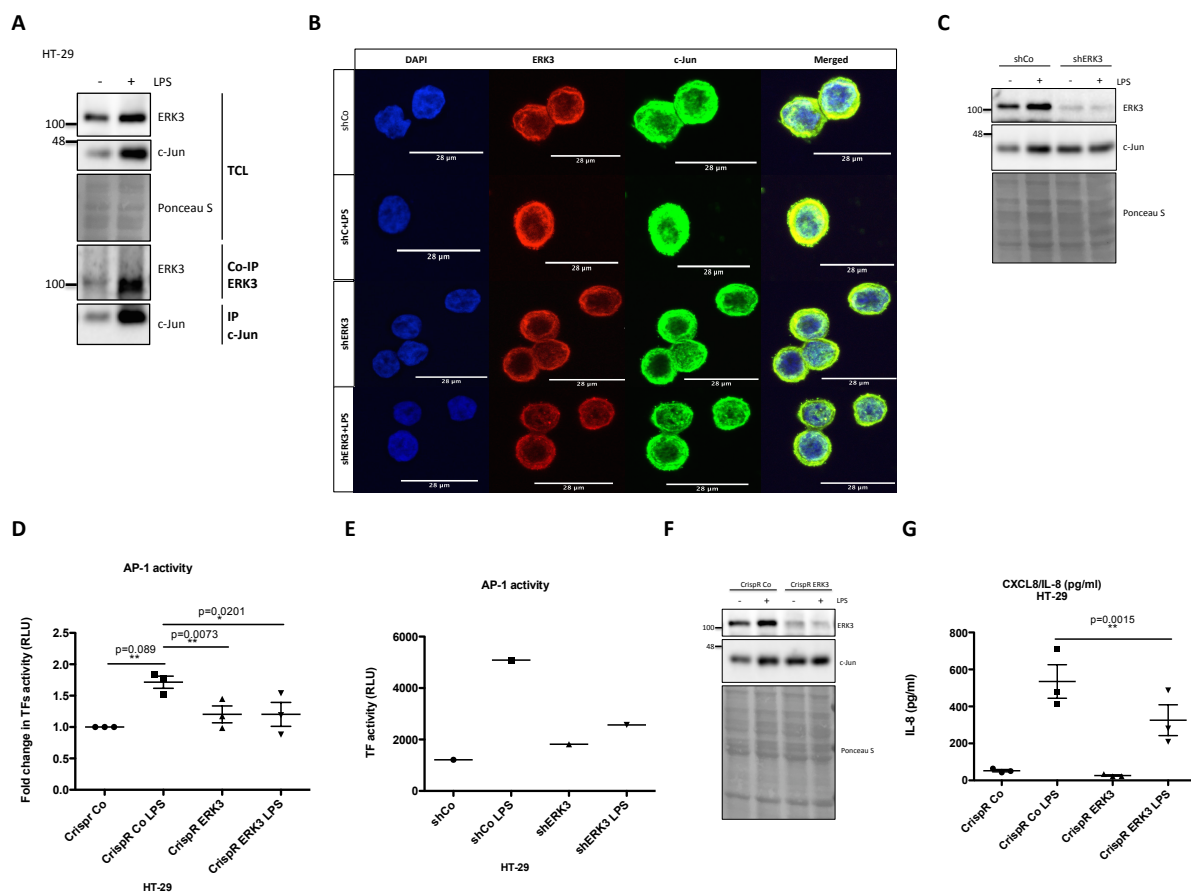 A
HT-29
- + LPS
100
ERK3
48
c-Jun
TCL
Ponceau S
ERK3
Co-IP
ERK3
100
c-Jun
IP
c-Jun
B
DAPI ERK3 c-Jun Merged
shCo
28 µm 28 µm 28 µm 28 µm
shC+LPS
28 µm 28 µm 28 µm 28 µm
shERK3
28 µm 28 µm 28 µm 28 µm
shERK3+LPS
28 µm 28 µm 28 µm 28 µm
C
shCo shERK3
- + - + LPS
100
ERK3
48
c-Jun
Ponceau S
D
AP-1 activity
p=0.0201
*
p=0.0073
**
p=0.089
**
Fold change in TFs activity (RLU)
2.5
2.0
1.5
1.0
0.5
0.0
Crispr Co
CrispR Co LPS
CrispR ERK3
CrispR ERK3 LPS
HT-29
E
AP-1 activity
TF activity (RLU)
6000
4000
2000
0
shCo
shCo LPS
shERK3
shERK3 LPS
HT-29
F
CrispR Co CrispR ERK3
- + - + LPS
100
ERK3
48
c-Jun
Ponceau S
G
CXCL8/IL-8 (pg/ml)
HT-29
p=0.0015
**
IL-8 (pg/ml)
800
600
400
200
0
CrispR Co
CrispR Co LPS
CrispR ERK3
CrispR ERK3 LPS